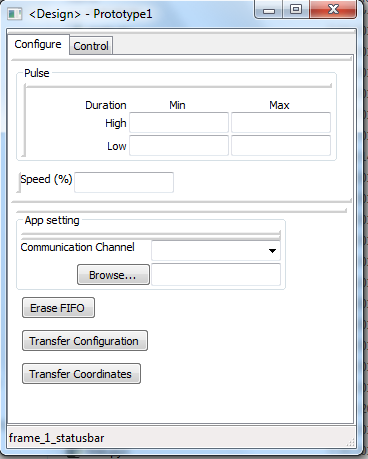 <Design> - Prototype1
Configure Control
Pulse
Duration Min Max
High
Low
Speed (%)
App setting
Communication Channel
Browse...
Erase FIFO
Transfer Configuration
Transfer Coordinates
frame_1_statusbar